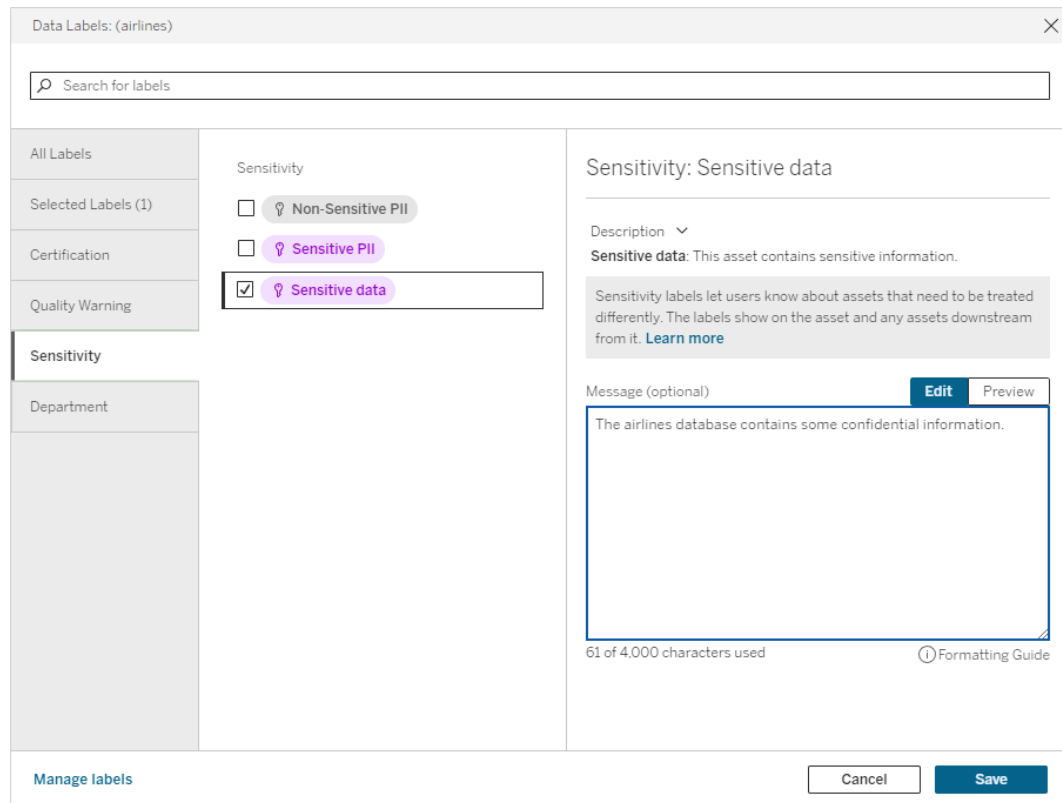 Data Labels: (airlines)
Search for labels
All Labels
Selected Labels (1)
Certification
Quality Warning
Sensitivity
Department
Sensitivity
Non-Sensitive PII
Sensitive PII
Sensitive data
Sensitivity: Sensitive data
Description
Sensitive data: This asset contains sensitive information.
Sensitivity labels let users know about assets that need to be treated
differently. The labels show on the asset and any assets downstream
from it. Learn more
Message (optional)
Edit
Preview
The airlines database contains some confidential information.
61 of 4,000 characters used
Formatting Guide
Manage labels
Cancel
Save